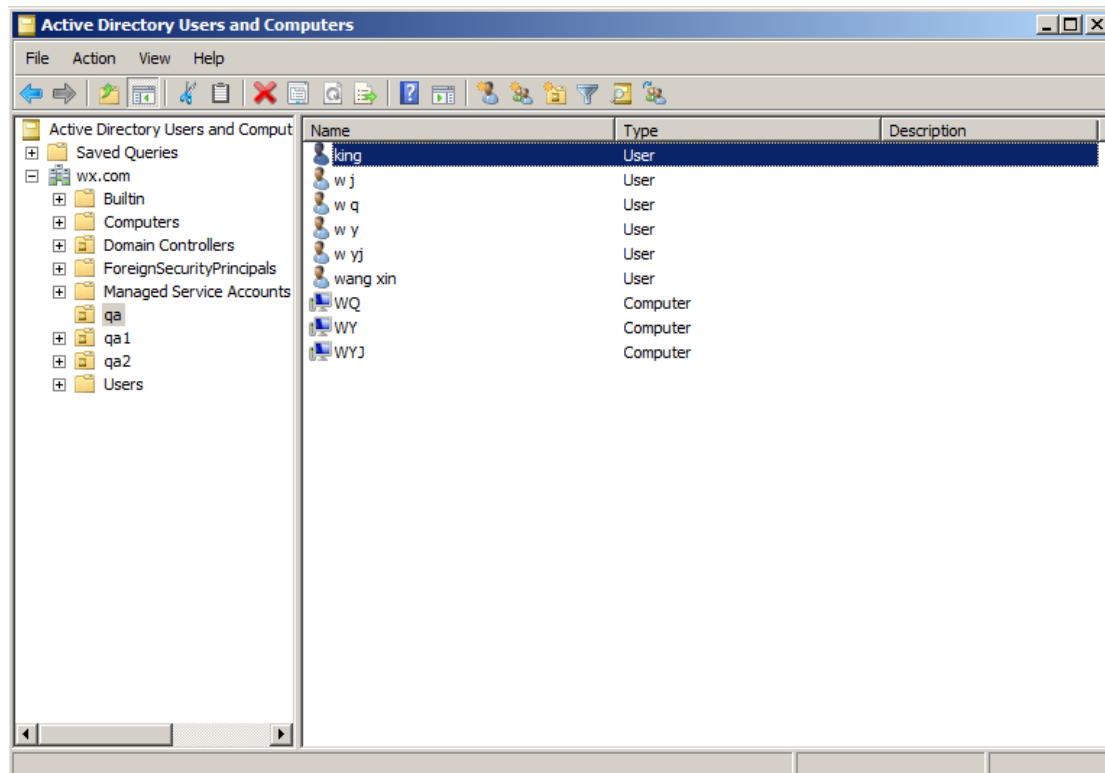 Active Directory Users and Computers
File Action View Help
Active Directory Users and Comput
Saved Queries
wx.com
Builtin
Computers
Domain Controllers
ForeignSecurityPrincipals
Managed Service Accounts
qa
qa1
qa2
Users
Name Type Description
king User
w j User
w q User
w y User
w yj User
wang xin User
WQ Computer
WY Computer
WYJ Computer